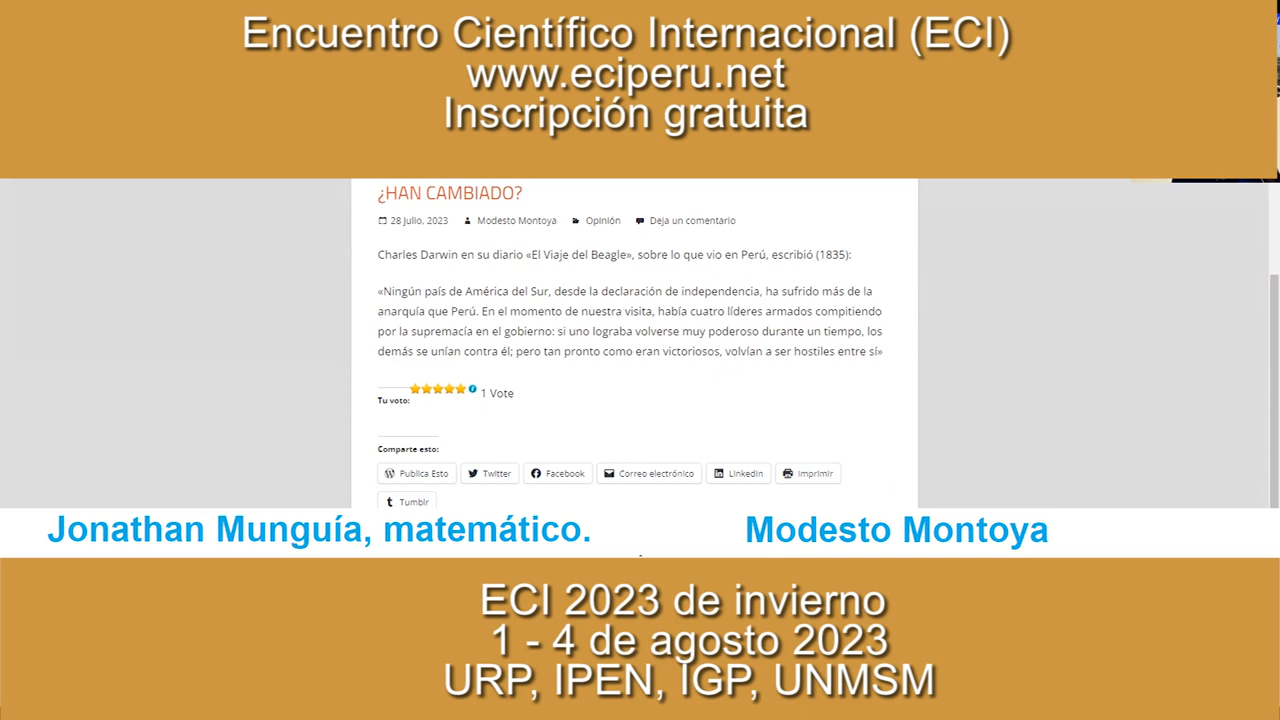 Encuentro Científico Internacional (ECI)
www.eciperu.net
Inscripción gratuita
¿HAN CAMBIADO?
28 julio, 2023 Modesto Montoya Opinión Deja un comentario
Charles Darwin en su diario «El Viaje del Beagle», sobre lo que vio en Perú, escribió (1835):
«Ningún país de América del Sur, desde la declaración de independencia, ha sufrido más de la
anarquía que Perú. En el momento de nuestra visita, había cuatro líderes armados compitiendo
por la supremacía en el gobierno: si uno lograba volverse muy poderoso durante un tiempo, los
demás se unían contra él; pero tan pronto como eran victoriosos, volvían a ser hostiles entre sí»
Tu voto: 1 Vote
Comparte esto:
Publica Esto Twitter Facebook Correo electrónico LinkedIn Imprimir
Tumblr
Jonathan Munguía, matemático. Modesto Montoya
ECI 2023 de invierno
1 - 4 de agosto 2023
URP, IPEN, IGP, UNMSM